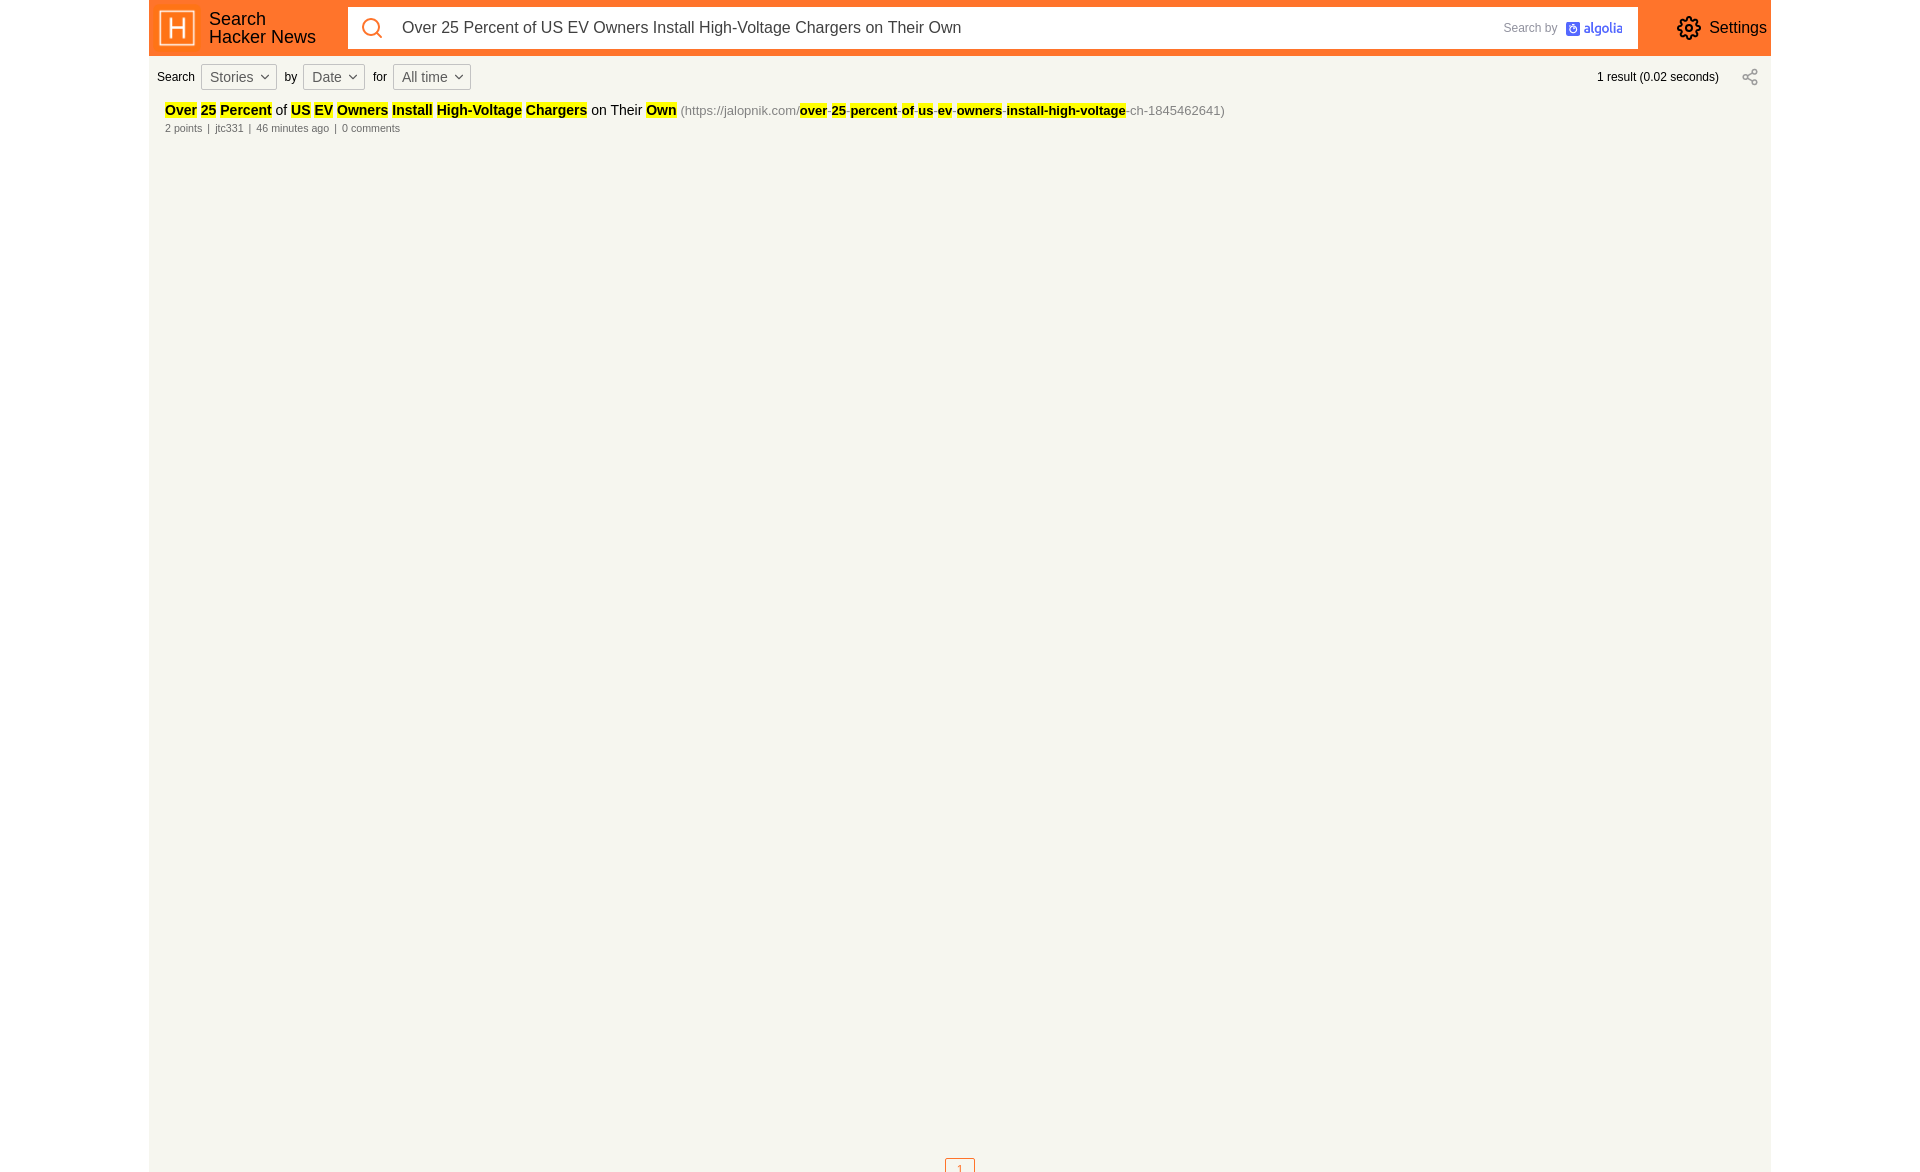 H
Search
Hacker News
Over 25 Percent of US EV Owners Install High-Voltage Chargers on Their Own
Search by algolia
Settings
Search Stories by Date for All time
1 result (0.02 seconds)
Over 25 Percent of US EV Owners Install High-Voltage Chargers on Their Own (https://jalopnik.com/over-25-percent-of-us-ev-owners-install-high-voltage-ch-1845462641)
2 points | jtc331 | 46 minutes ago | 0 comments
1